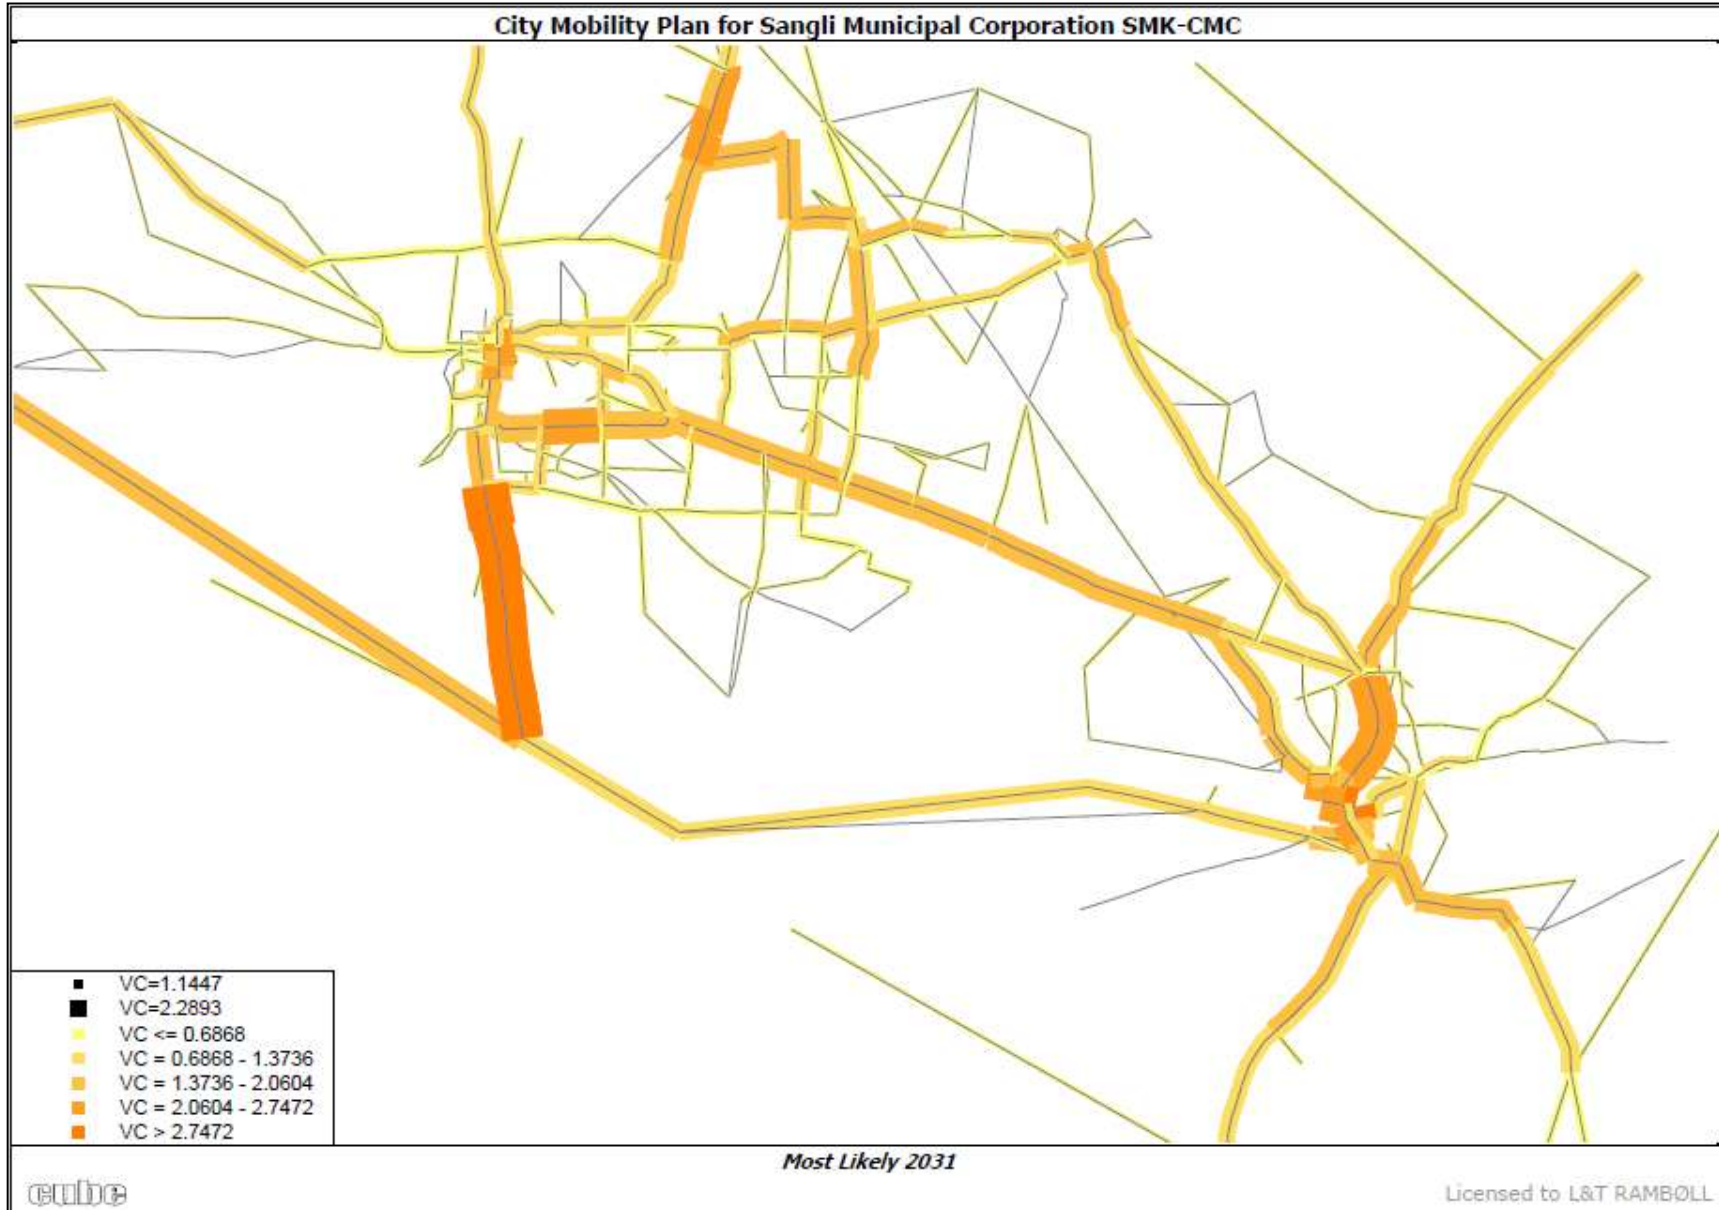 City Mobility Plan for Sangli Municipal Corporation SMK-CMC
VC=1.1447
VC=2.2893
VC <= 0.6868
VC = 0.6868 - 1.3736
VC = 1.3736 - 2.0604
VC = 2.0604 - 2.7472
VC > 2.7472
Most Likely 2031
cube
Licensed to L&T RAMBØLL